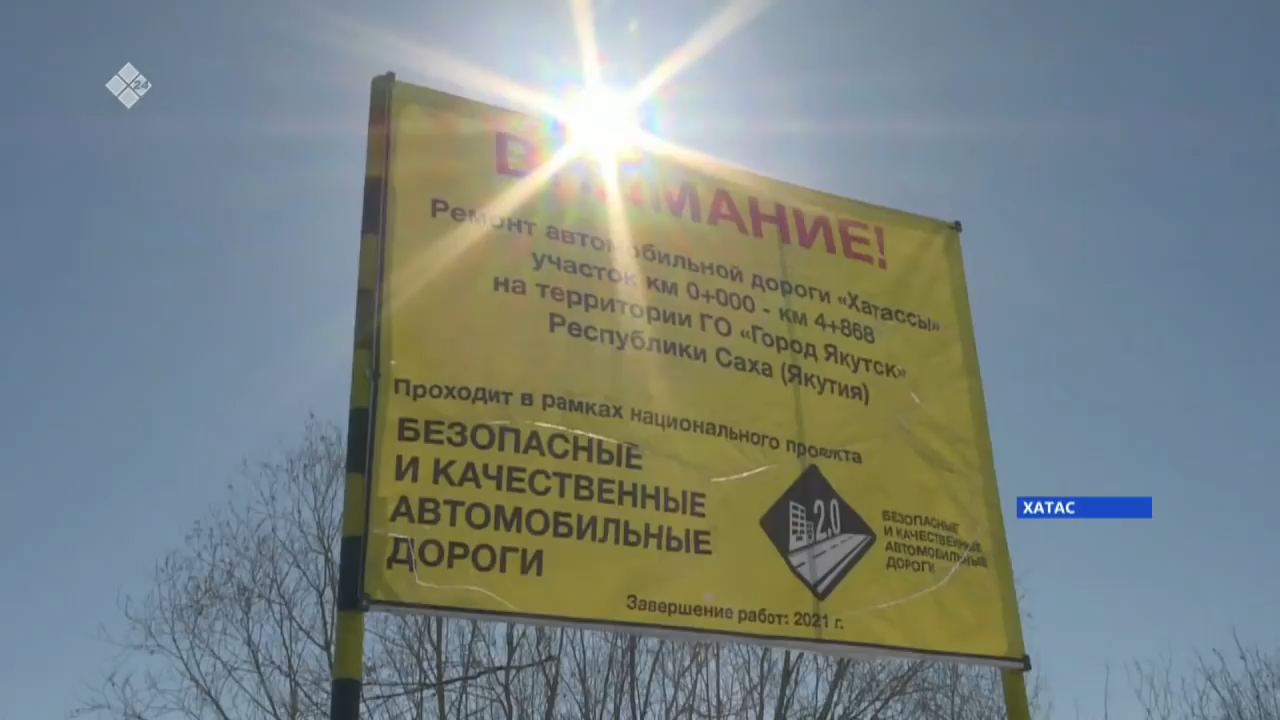 24
ВНИМАНИЕ!
Ремонт автомобильной дороги «Хатассы»
участок км 0+000 - км 4+868
на территории ГО «Город Якутск»
Республики Саха (Якутия)
Проходит в рамках национального проекта
БЕЗОПАСНЫЕ
И КАЧЕСТВЕННЫЕ
АВТОМОБИЛЬНЫЕ
ДОРОГИ
2.0
БЕЗОПАСНЫЕ
И КАЧЕСТВЕННЫЕ
АВТОМОБИЛЬНЫЕ
ДОРОГИ
Завершение работ: 2021 г.
ХАТАС